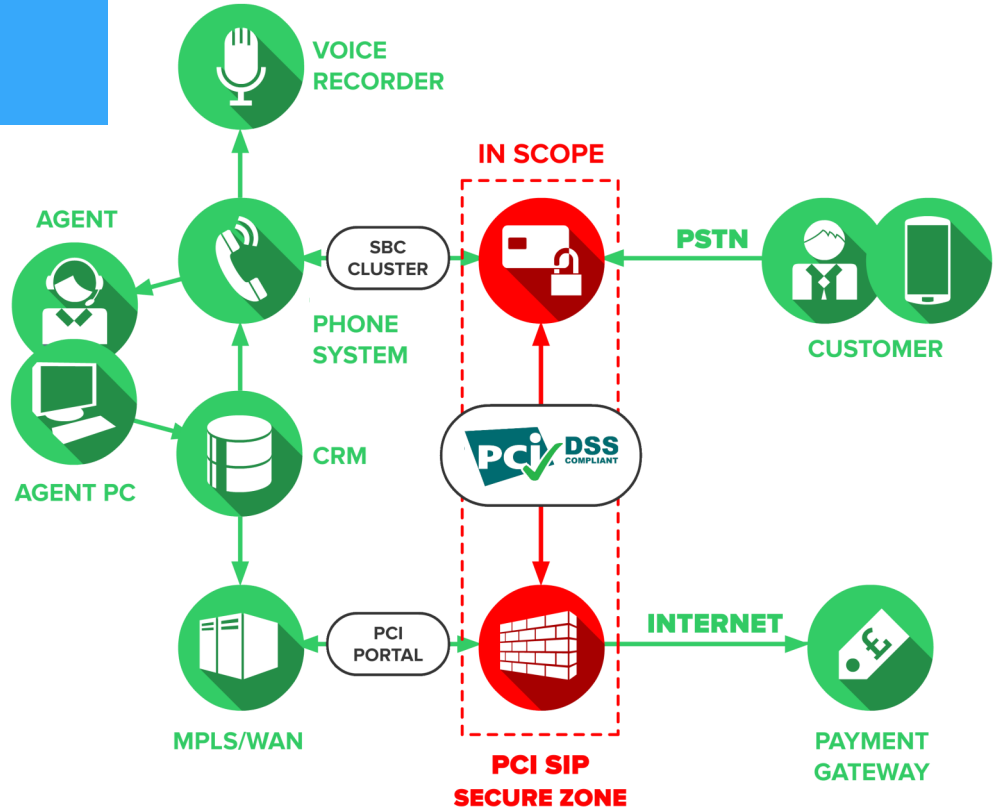 VOICE
RECORDER
IN SCOPE
AGENT
SBC
CLUSTER
PSTN
PHONE
SYSTEM
CUSTOMER
CRM
PCi
DSS
COMPLIANT
AGENT PC
PCI
PORTAL
INTERNET
£
MPLS/WAN
PCI SIP
SECURE ZONE
PAYMENT
GATEWAY